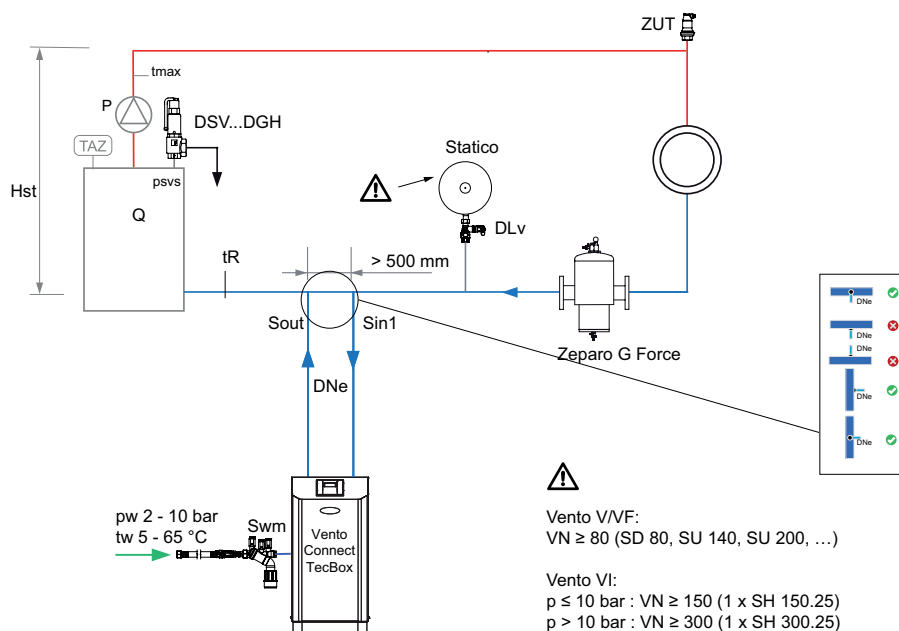 ZUT
tmax
P
DSV...DGH
TAZ
Statico
psvs
Hst
Q
DLv
tR
> 500 mm
Sout
Sin1
Zeparo G Force
DNe
DNe
DNe
DNe
DNe
DNe
pw 2 - 10 bar
tw 5 - 65 °C
Swm
Vento
Connect
TecBox
Vento V/VF:
VN ≥ 80 (SD 80, SU 140, SU 200, …)
Vento VI:
p ≤ 10 bar : VN ≥ 150 (1 x SH 150.25)
p > 10 bar : VN ≥ 300 (1 x SH 300.25)